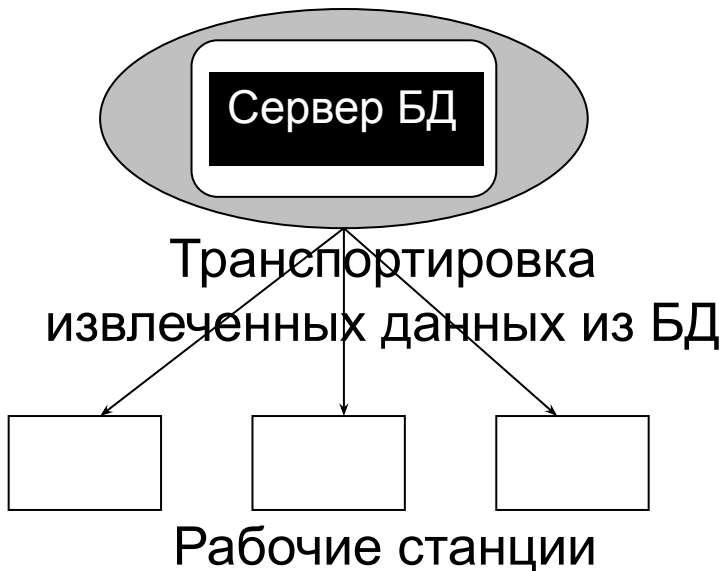 Сервер БД
Транспортировка
извлеченных данных из БД
Рабочие станции